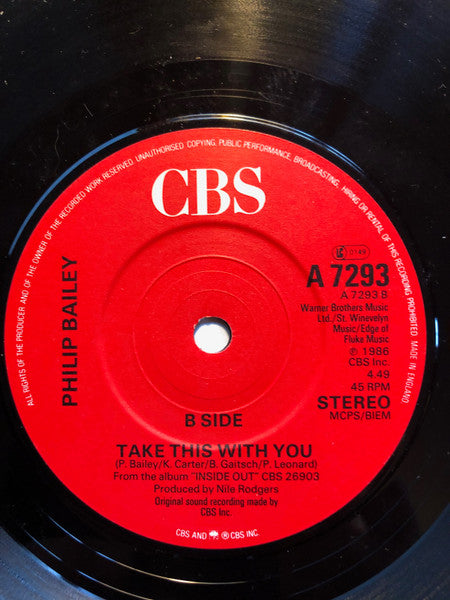 ALL RIGHTS OF THE PRODUCER AND OF THE OWNER OF THE RECORDED WORK RESERVED. UNAUTHORISED COPYING, PUBLIC PERFORMANCE, BROADCASTING, HIRING OR RENTAL OF THIS RECORDING PROHIBITED. MADE IN ENGLAND
CBS
PHILIP BAILEY
LC 0149
A 7293
A 7293 B
Warner Brothers Music
Ltd./St. Winevelyn
Music/Edge of
Fluke Music
℗ 1986
CBS Inc.
4.49
45 RPM
STEREO
MCPS/BIEM
B SIDE
TAKE THIS WITH YOU
(P. Bailey/K. Carter/B. Gaitsch/P. Leonard)
From the album "INSIDE OUT" CBS 26903
Produced by Nile Rodgers
Original sound recording made by
CBS Inc.
CBS AND ® CBS INC.